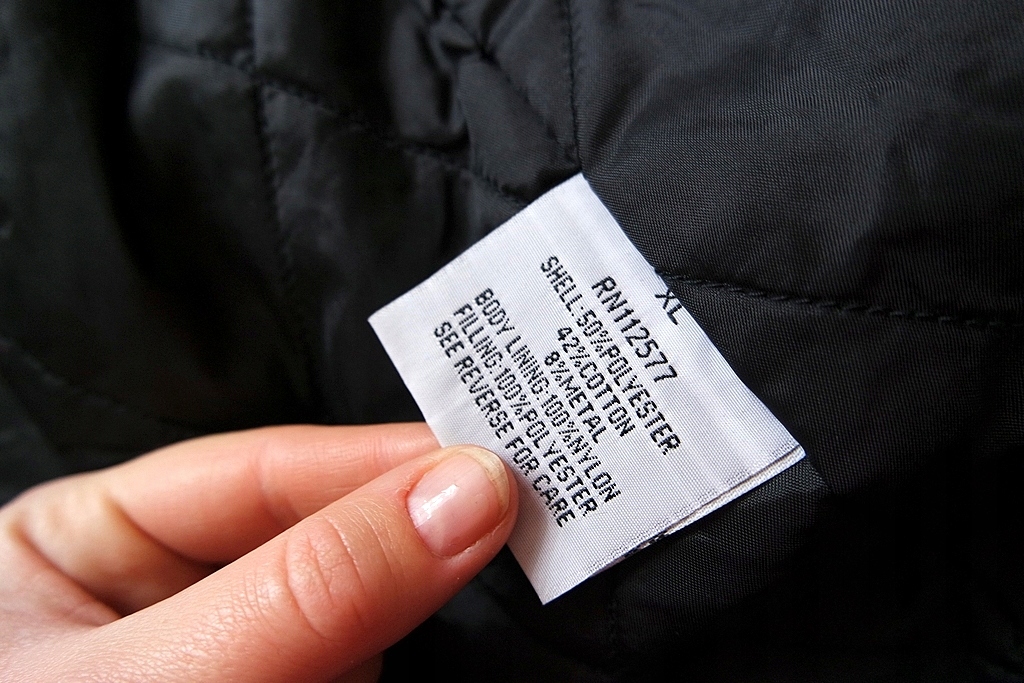 XL
RN112577
SHELL:50%POLYESTER
42%COTTON
8%METAL
BODY LINING:100%NYLON
FILLING:100%POLYESTER
SEE REVERSE FOR CARE